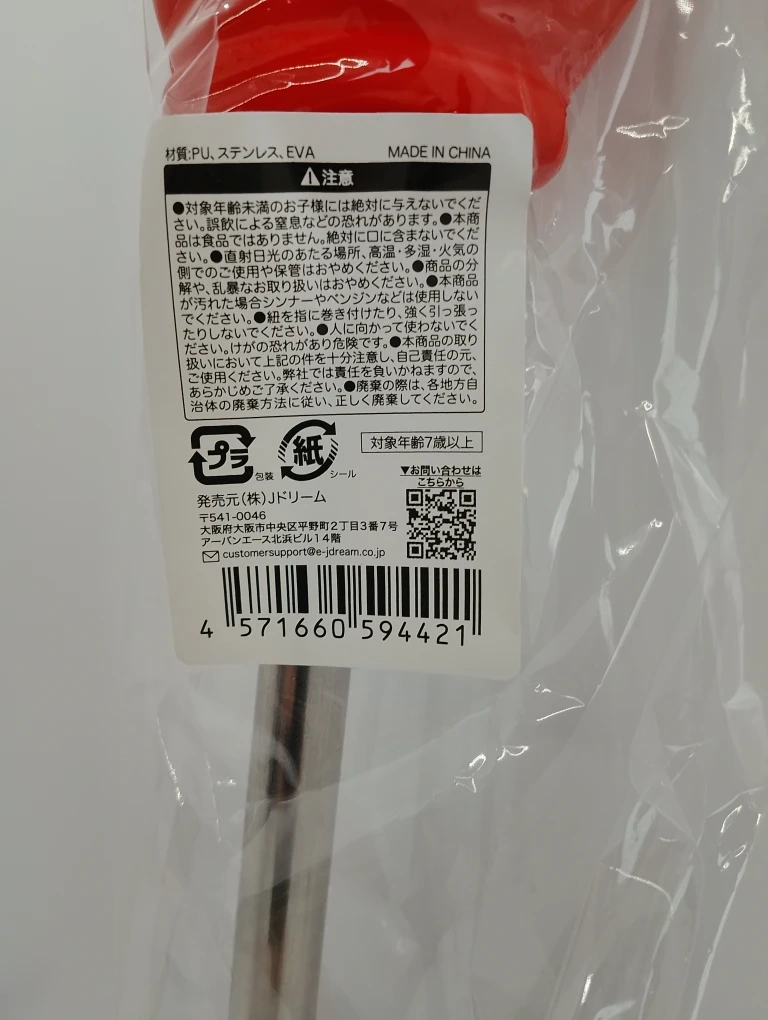 材質:PU、ステンレス、EVA MADE IN CHINA
注意
●対象年齢未満のお子様には絶対に与えないでくだ
さい。誤飲による窒息などの恐れがあります。●本商
品は食品ではありません。絶対に口に含まないでくだ
さい。●直射日光のあたる場所、高温・多湿・火気の
側でのご使用や保管はおやめください。●商品の分
解や、乱暴なお取り扱いはおやめください。●本商品
が汚れた場合シンナーやベンジンなどは使用しない
でください。●紐を指に巻き付けたり、強く引っ張っ
たりしないでください。●人に向かって使わないでく
ださい。けがの恐れがあり危険です。●本商品の取り
扱いにおいて上記の件を十分注意し、自己責任の元、
ご使用ください。弊社では責任を負いかねますので、
あらかじめご了承ください。●廃棄の際は、各地方自
治体の廃棄方法に従い、正しく廃棄してください。
プラ 包装 紙 シール
対象年齢7歳以上
▼お問い合わせは
こちらから
発売元(株)Jドリーム
〒541-0046
大阪府大阪市中央区平野町2丁目3番7号
アーバンエース北浜ビル14階
customersupport@e-jdream.co.jp
4 571660 594421